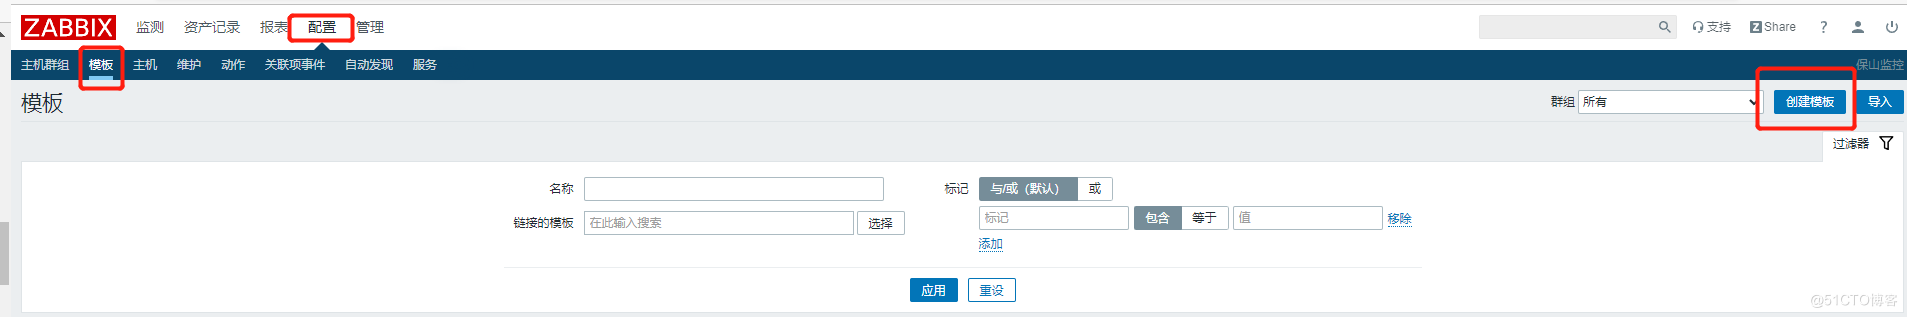 ZABBIX 监测 资产记录 报表 配置 管理 支持 Z Share ?
主机群组 模板 主机 维护 动作 关联项事件 自动发现 服务 保山监控
模板 群组 所有 创建模板 导入
过滤器
名称 标记 与/或（默认） 或
链接的模板 在此输入搜索 选择 标记 包含 等于 值 移除
添加
应用 重设
@51CTO博客